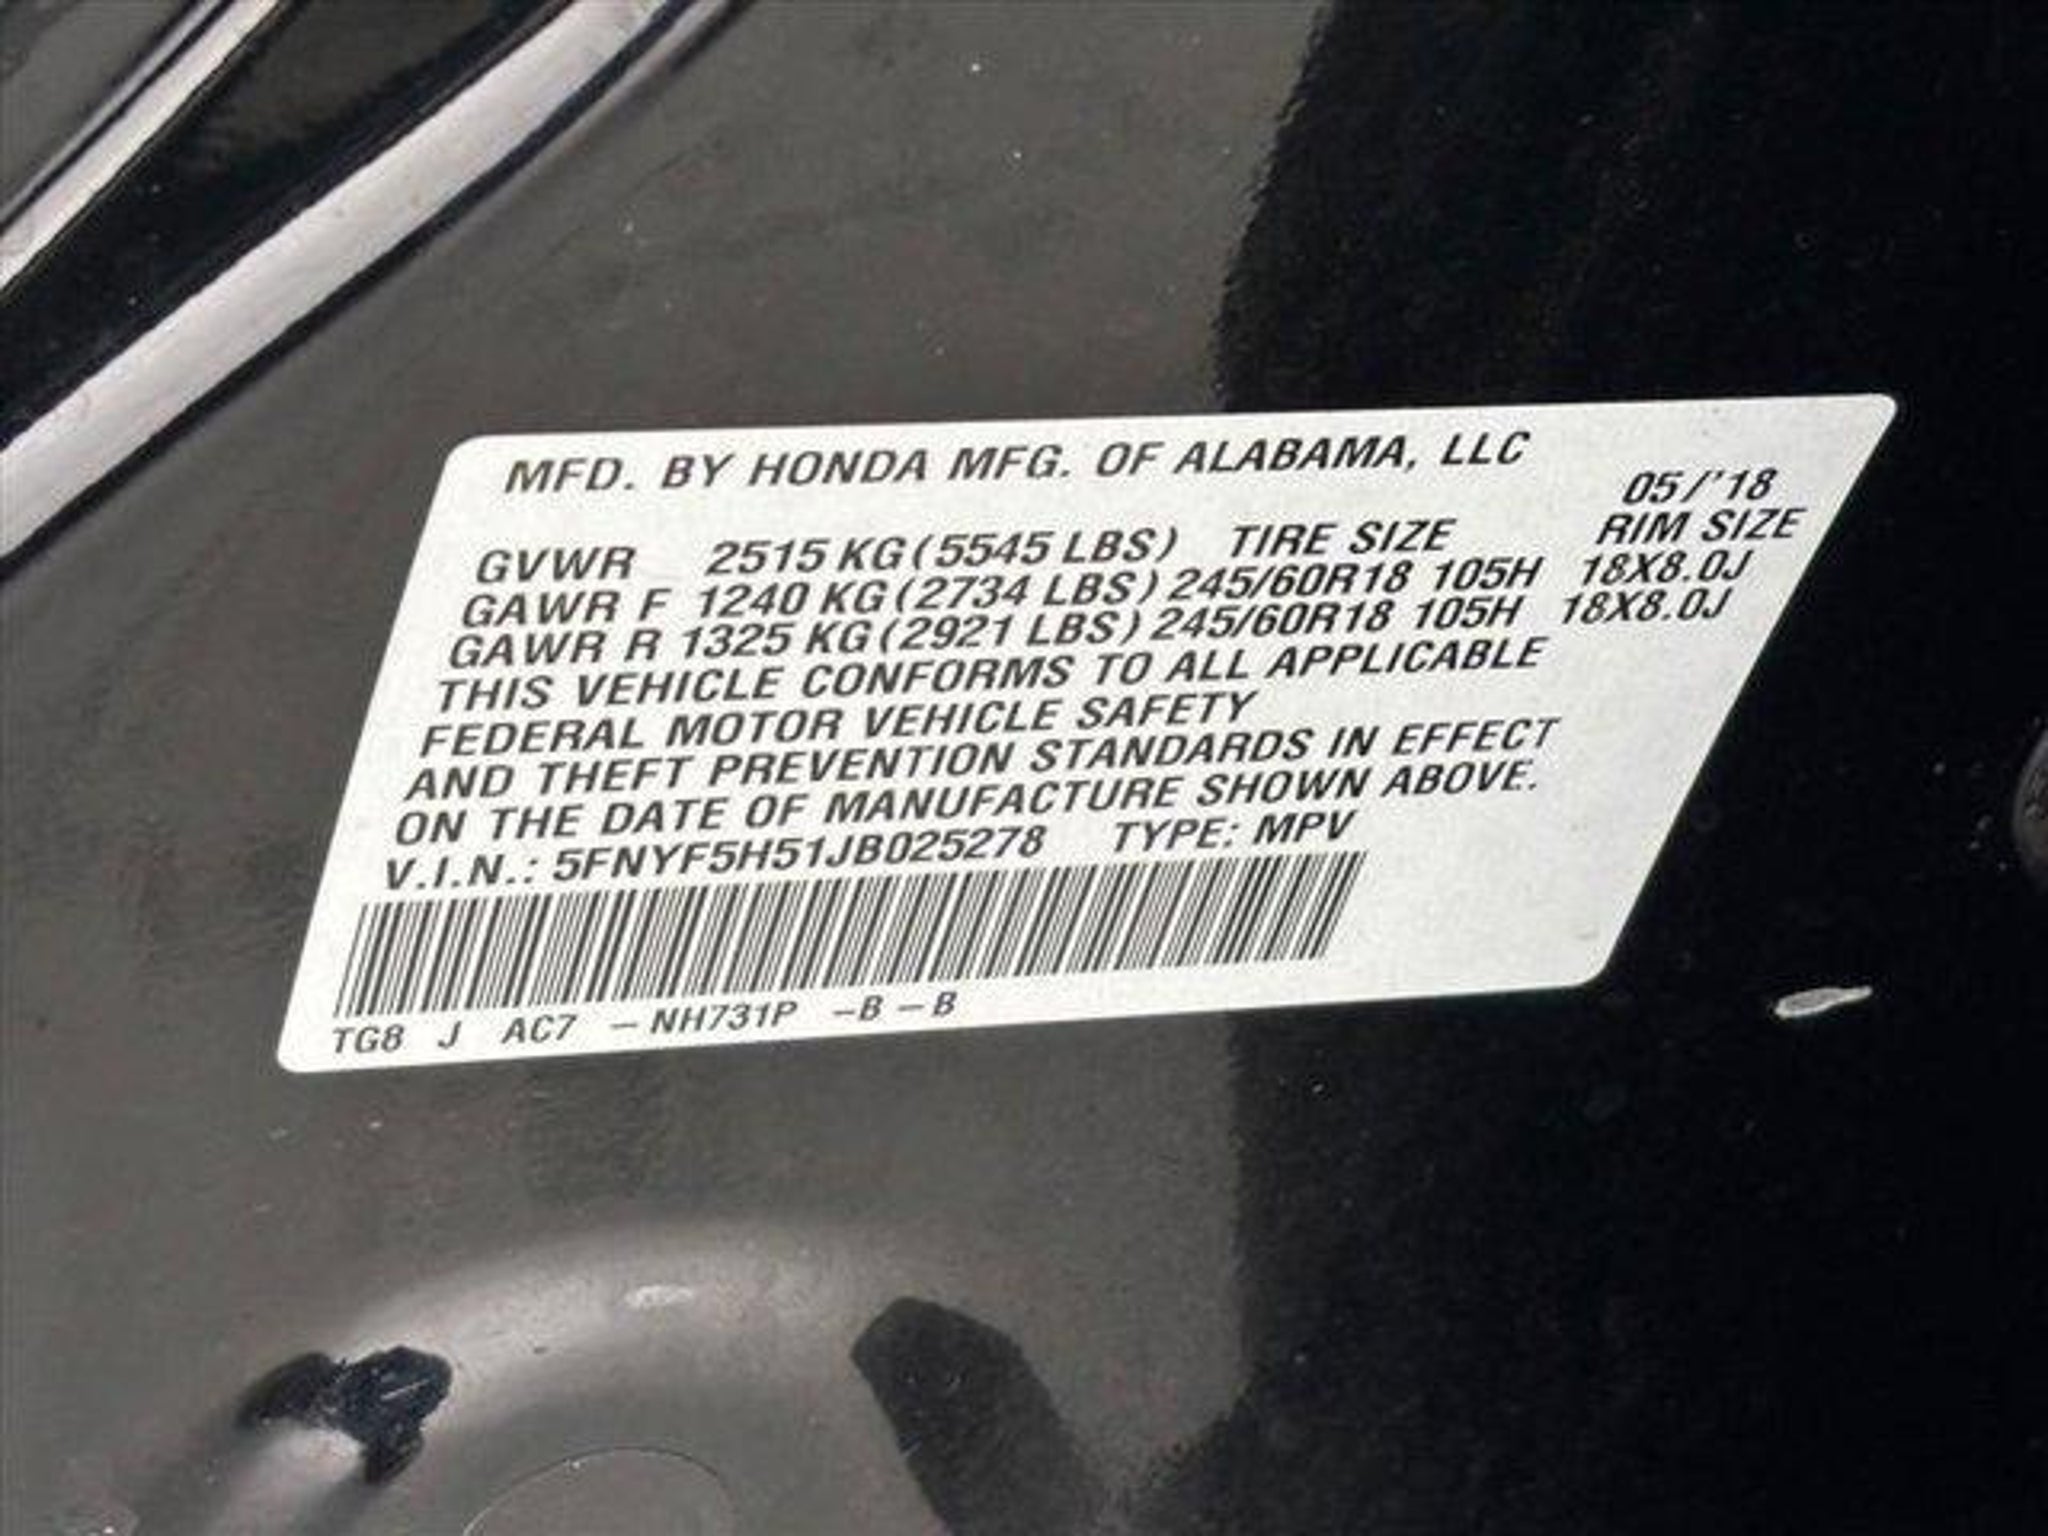 MFD. BY HONDA MFG. OF ALABAMA, LLC
05/'18
GVWR 2515 KG (5545 LBS) TIRE SIZE RIM SIZE
GAWR F 1240 KG (2734 LBS) 245/60R18 105H 18X8.0J
GAWR R 1325 KG (2921 LBS) 245/60R18 105H 18X8.0J
THIS VEHICLE CONFORMS TO ALL APPLICABLE
FEDERAL MOTOR VEHICLE SAFETY
AND THEFT PREVENTION STANDARDS IN EFFECT
ON THE DATE OF MANUFACTURE SHOWN ABOVE.
V.I.N.: 5FNYF5H51JB025278 TYPE: MPV
TG8 J AC7 -NH731P -B-B